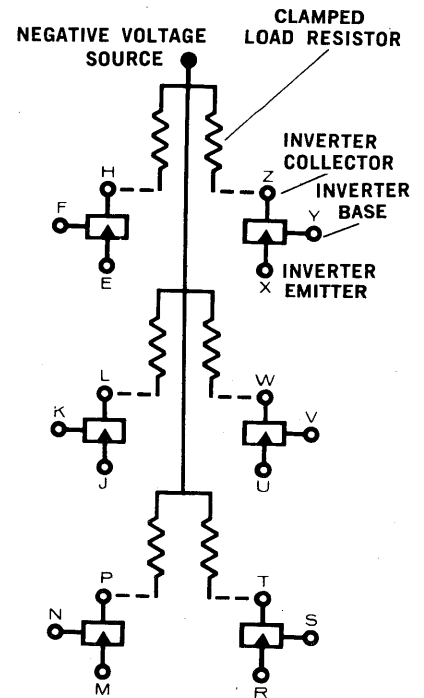 CLAMPED
LOAD RESISTOR
NEGATIVE VOLTAGE
SOURCE
INVERTER
COLLECTOR
H
Z
F
Y
INVERTER
BASE
E
X
INVERTER
EMITTER
L
W
K
V
J
U
P
T
N
S
M
R